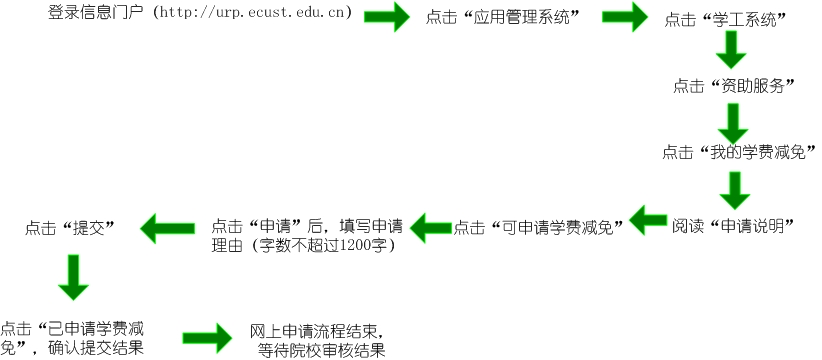 登录信息门户（http://urp.ecust.edu.cn）
点击“应用管理系统”
点击“学工系统”
点击“资助服务”
点击“我的学费减免”
阅读“申请说明”
点击“可申请学费减免”
点击“申请”后，填写申请
理由（字数不超过1200字）
点击“提交”
点击“已申请学费减
免”，确认提交结果
网上申请流程结束，
等待院校审核结果